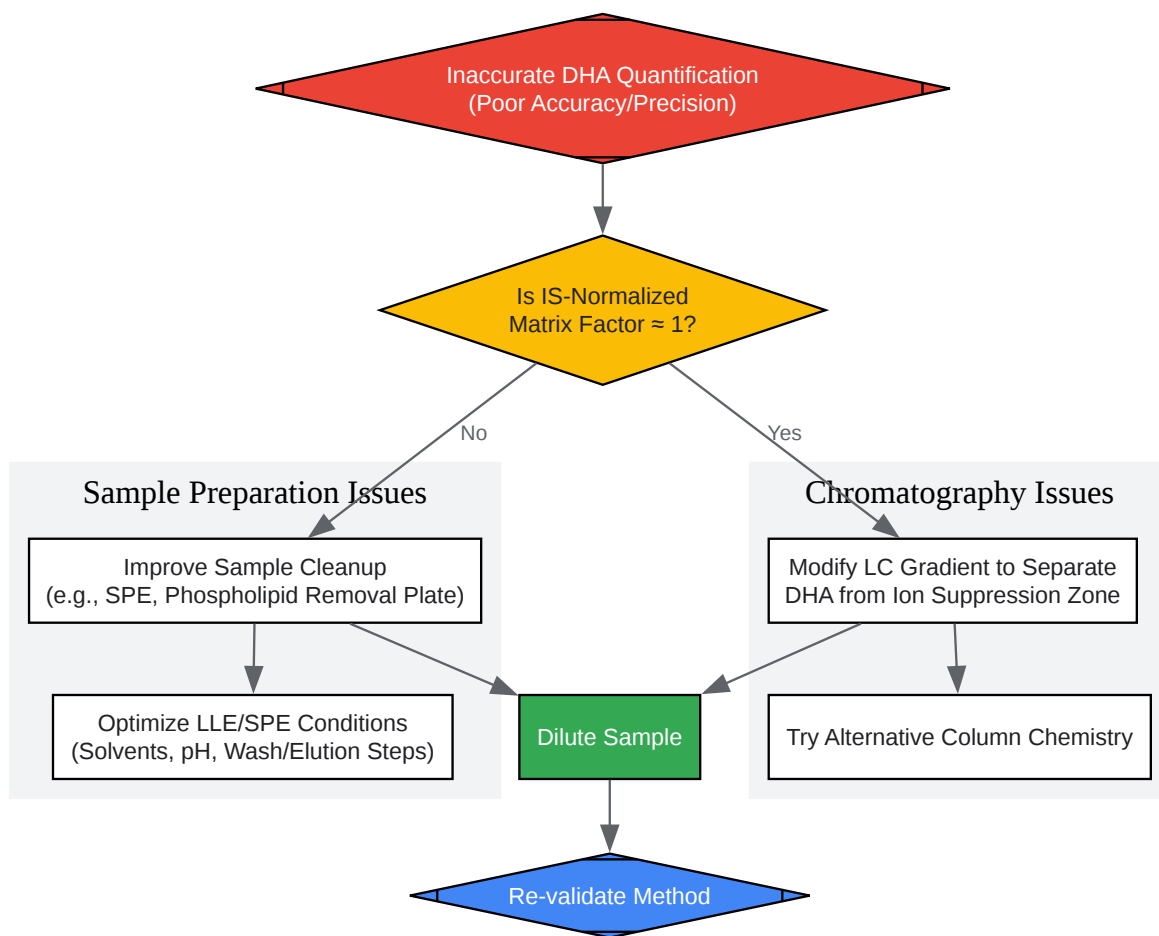 Inaccurate DHA Quantification
(Poor Accuracy/Precision)
Is IS-Normalized
Matrix Factor ≈ 1?
No
Yes
Sample Preparation Issues
Chromatography Issues
Improve Sample Cleanup
(e.g., SPE, Phospholipid Removal Plate)
Modify LC Gradient to Separate
DHA from Ion Suppression Zone
Optimize LLE/SPE Conditions
(Solvents, pH, Wash/Elution Steps)
Dilute Sample
Try Alternative Column Chemistry
Re-validate Method